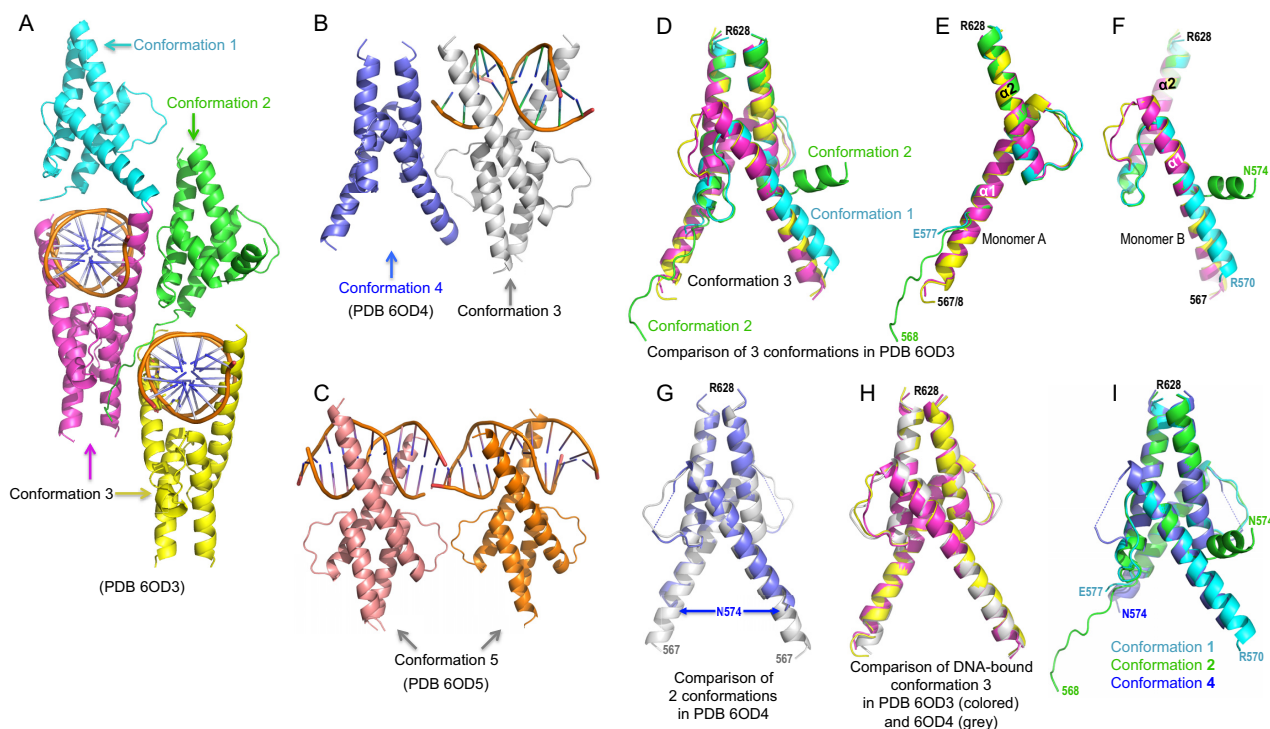 A
Conformation 1
Conformation 2
Conformation 3
(PDB 6OD3)
B
Conformation 4
(PDB 6OD4)
Conformation 3
C
Conformation 5
(PDB 6OD5)
D
R628
Conformation 2
Conformation 1
Conformation 3
Conformation 2
Comparison of 3 conformations in PDB 6OD3
E
R628
α2
α1
E577
Monomer A
567/8
568
F
R628
α2
α1
N574
Monomer B
R570
567
G
R628
N574
567
567
Comparison of
2 conformations
in PDB 6OD4
H
R628
Comparison of DNA-bound
conformation 3
in PDB 6OD3 (colored)
and 6OD4 (grey)
I
R628
N574
E577
N574
R570
568
Conformation 1
Conformation 2
Conformation 4